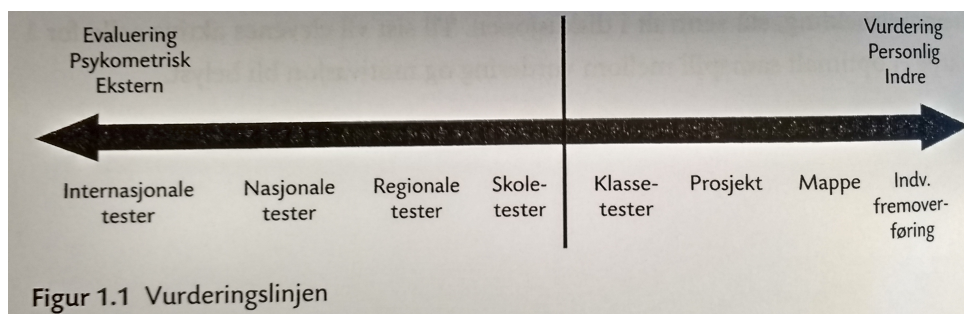 Evaluering
Psykometrisk
Ekstern
Vurdering
Personlig
Indre
Internasjonale
tester
Nasjonale
tester
Regionale
tester
Skole-
tester
Klasse-
tester
Prosjekt
Mappe
Indv.
fremover-
føring
Figur 1.1 Vurderingslinjen